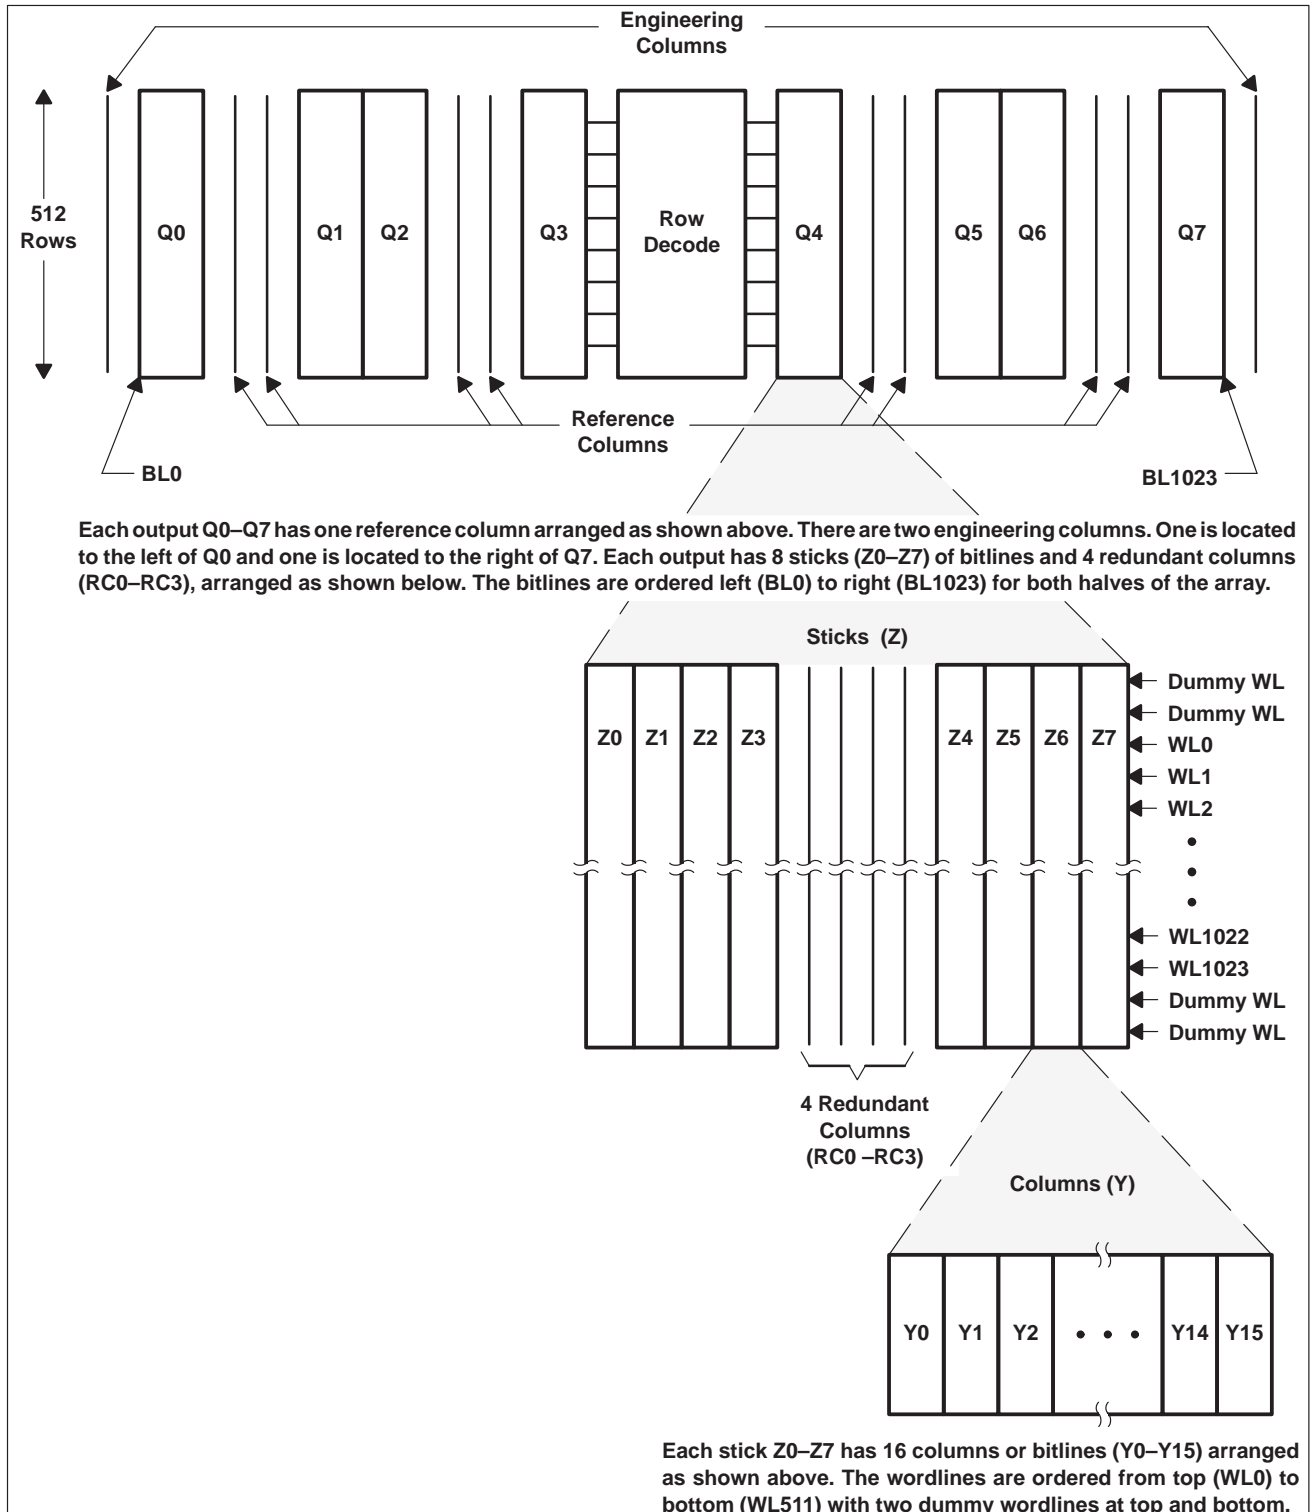 Engineering
Columns
512
Rows
Q0
Q1
Q2
Q3
Row
Decode
Q4
Q5
Q6
Q7
Reference
Columns
BL0
BL1023
Each output Q0–Q7 has one reference column arranged as shown above. There are two engineering columns. One is located
to the left of Q0 and one is located to the right of Q7. Each output has 8 sticks (Z0–Z7) of bitlines and 4 redundant columns
(RC0–RC3), arranged as shown below. The bitlines are ordered left (BL0) to right (BL1023) for both halves of the array.
Sticks (Z)
Z0
Z1
Z2
Z3
Z4
Z5
Z6
Z7
Dummy WL
Dummy WL
WL0
WL1
WL2
WL1022
WL1023
Dummy WL
Dummy WL
4 Redundant
Columns
(RC0 –RC3)
Columns (Y)
Y0
Y1
Y2
Y14
Y15
Each stick Z0–Z7 has 16 columns or bitlines (Y0–Y15) arranged
as shown above. The wordlines are ordered from top (WL0) to
bottom (WL511) with two dummy wordlines at top and bottom.